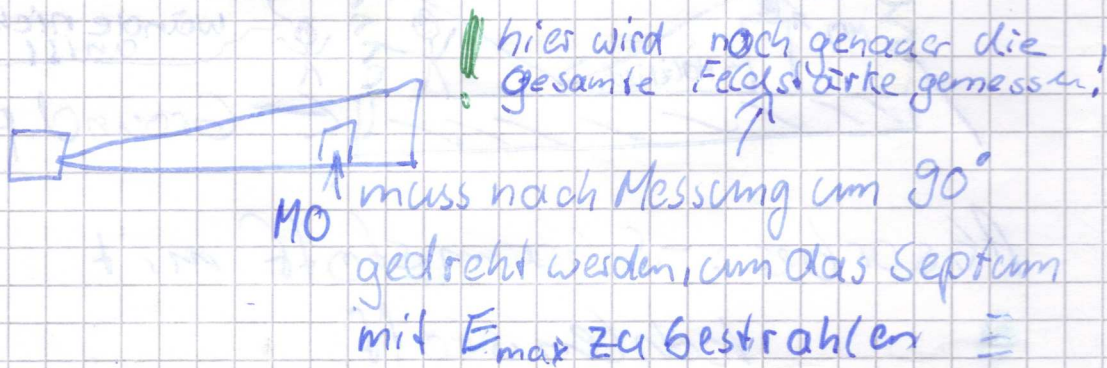 ! hier wird noch genauer die
gesamte Feldstärke gemessen!
MO
muss nach Messung um 90°
gedreht werden, um das Septum
mit Emax zu bestrahlen